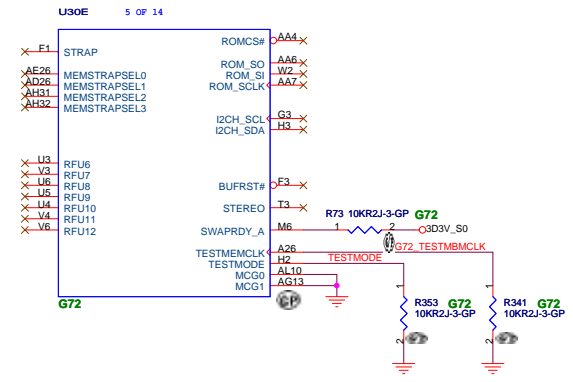 U30E 5 OF 14
ROMCS# AA4
F1 STRAP
ROM_SO AA6
AE26 MEMSTRAPSEL0 ROM_SI W2
AD26 MEMSTRAPSEL1 ROM_SCLK AA7
AH31 MEMSTRAPSEL2
AH32 MEMSTRAPSEL3
I2CH_SCL G3
I2CH_SDA H3
U3 RFU6
V3 RFU7
U6 RFU8 BUFRST# F3
U5 RFU9
U4 RFU10 STEREO T3
V4 RFU11 R73 10KR2J-3-GP G72
V6 RFU12 SWAPRDY_A M6 1 2 3D3V_S0
TESTMEMCLK A26 G72_TESTMBMCLK
TESTMODE H2 TESTMODE
MCG0 AL10
MCG1 AG13
G72 GP
1 1
R353 G72 R341 G72
10KR2J-3-GP 10KR2J-3-GP
2 2